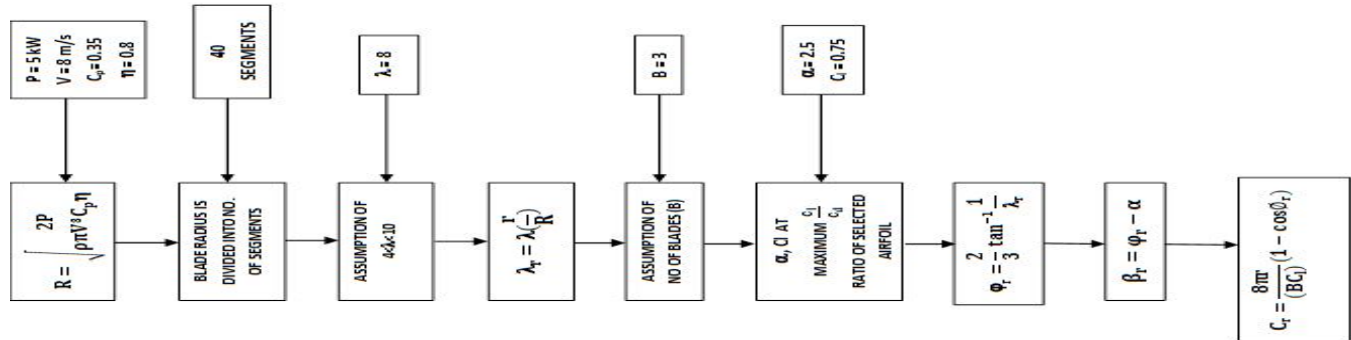 P = 5 kW
V = 8 m/s
Cₚ = 0.35
η = 0.8
R = √(2P / ρπV³Cₚη)
40
SEGMENTS
BLADE RADIUS IS
DIVIDED INTO NO.
OF SEGMENTS
λ = 8
ASSUMPTION OF
4<λ<10
λᵣ = λ(r/R)
B = 3
ASSUMPTION OF
NO OF BLADES (B)
α = 2.5
Cₗ = 0.75
α, Cl AT
MAXIMUM cₗ/c_d
RATIO OF SELECTED
AIRFOIL
φᵣ = 2/3 tan⁻¹ 1/λᵣ
βᵣ = φᵣ − α
Cᵣ = 8πr/(BCₗ) (1 − cos∅ᵣ)